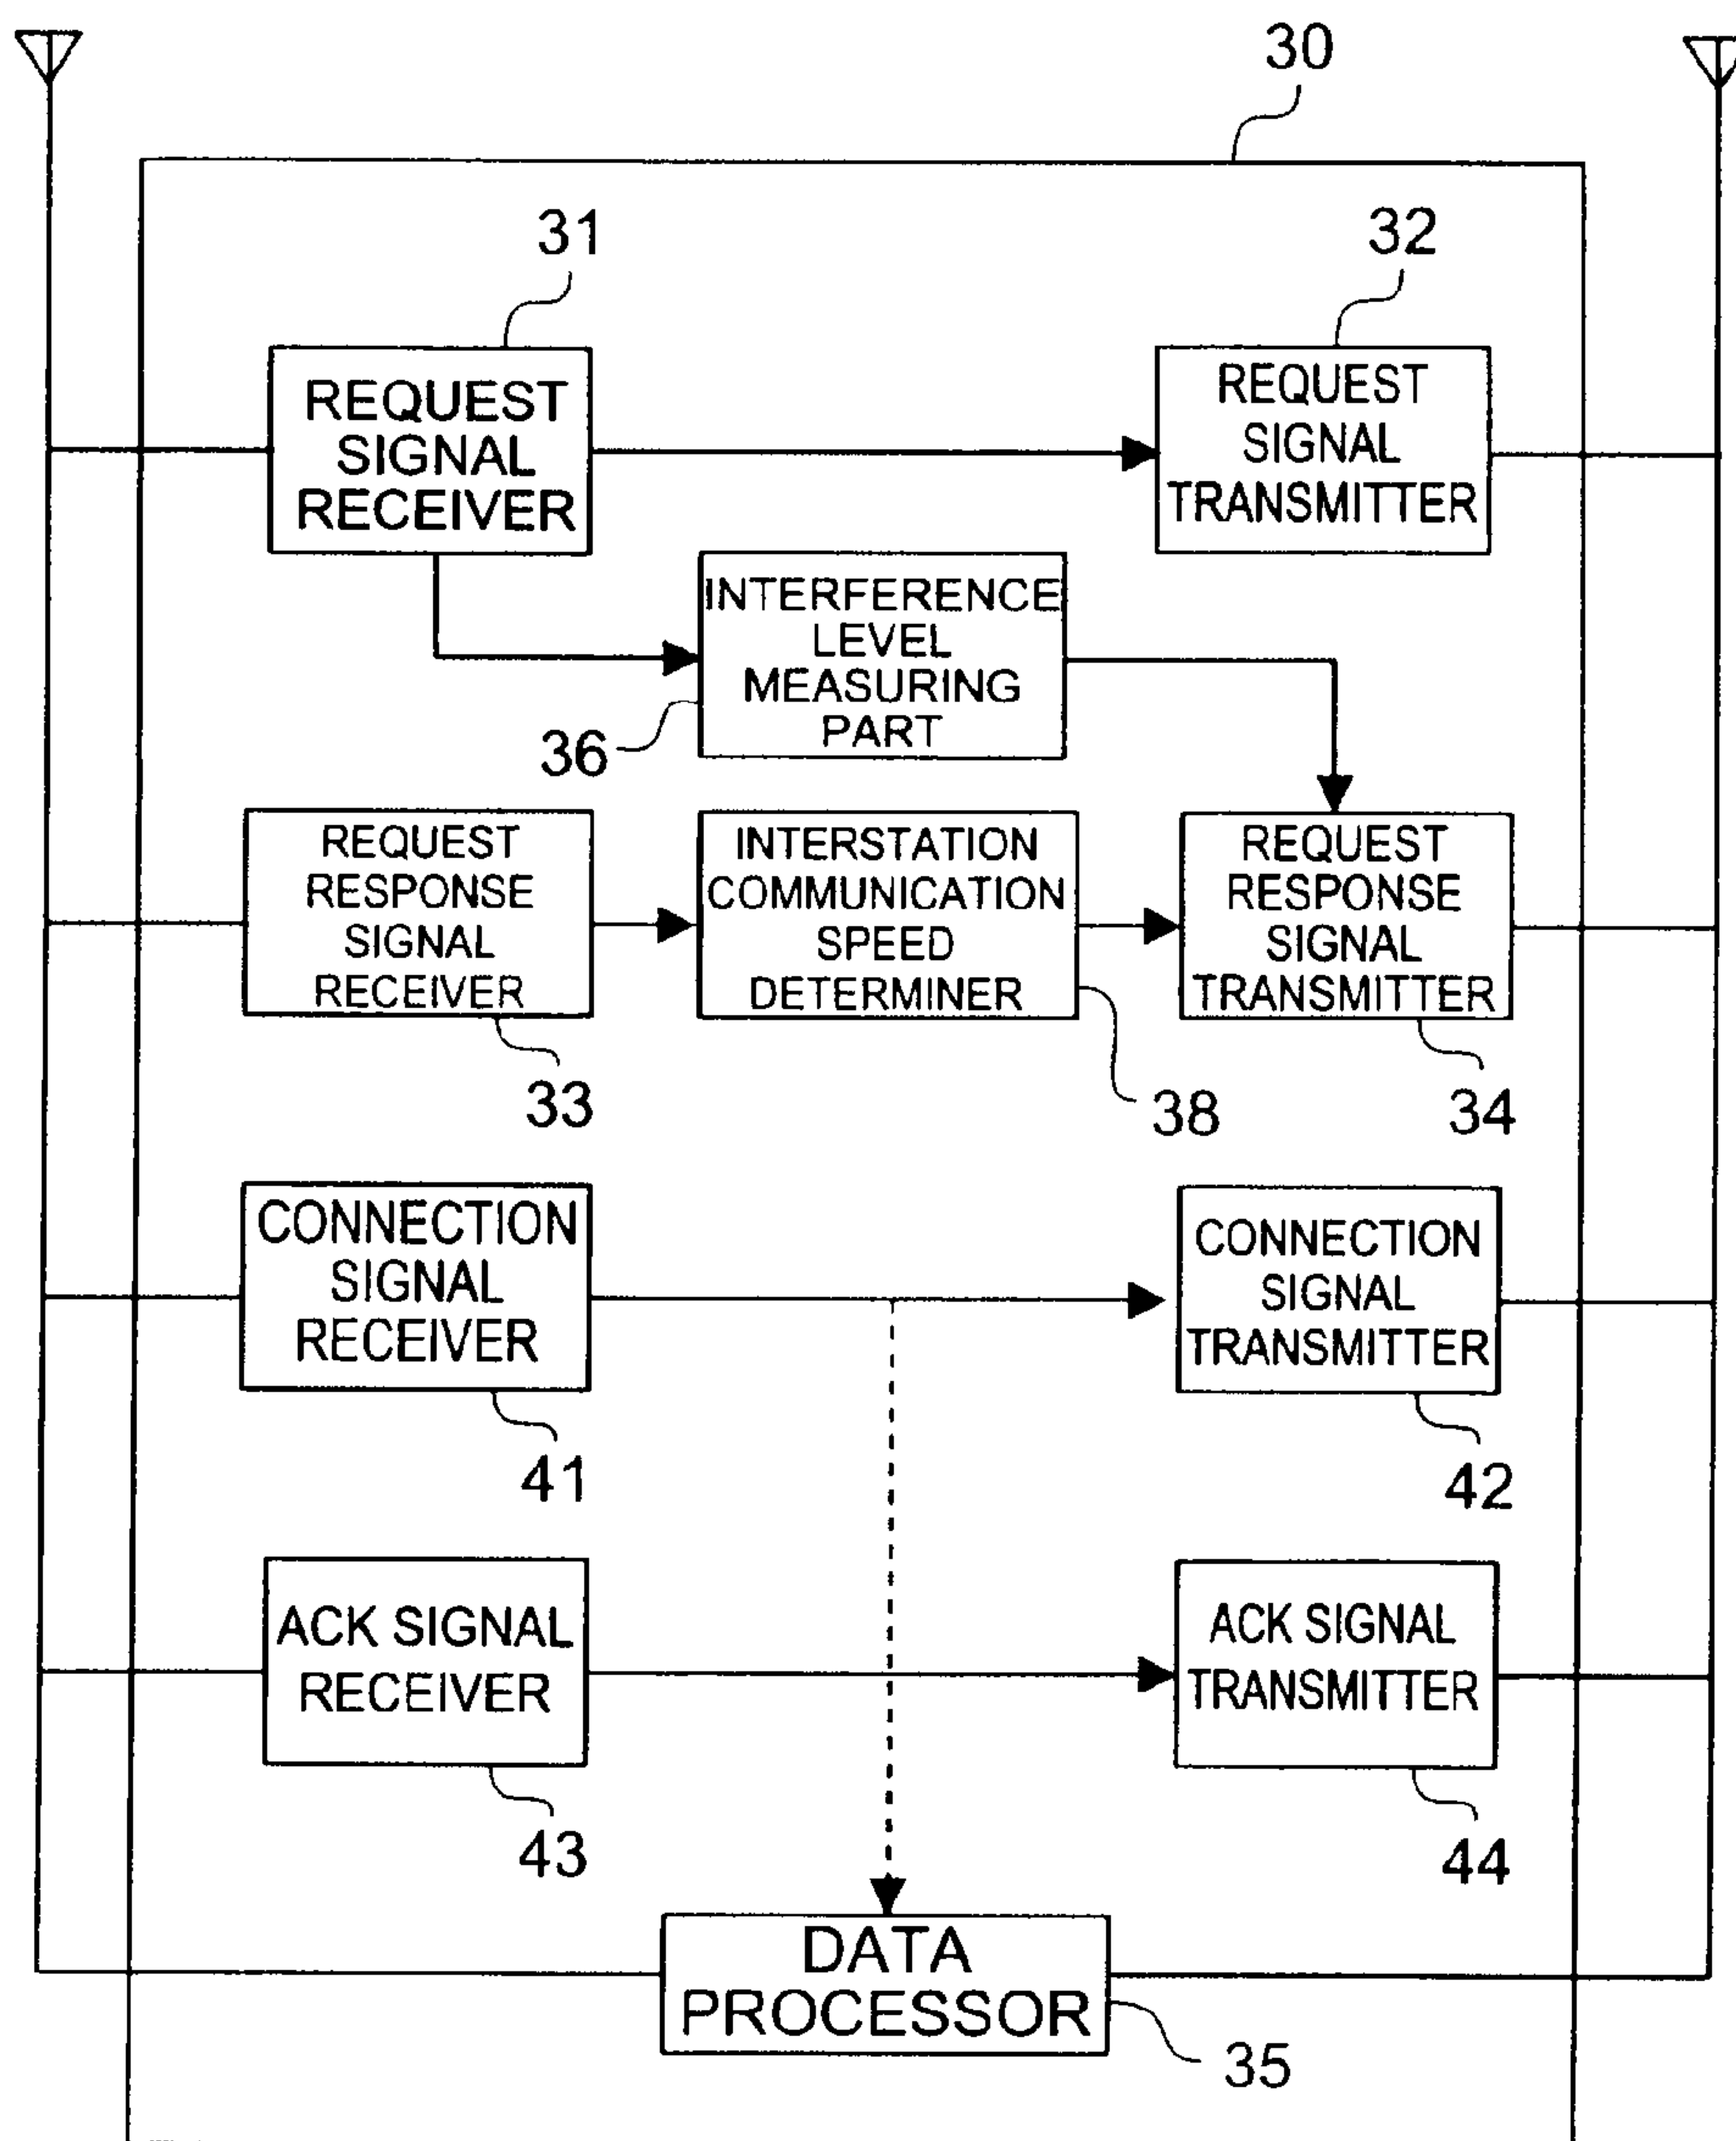 30
31
32
REQUEST
SIGNAL
RECEIVER
REQUEST
SIGNAL
TRANSMITTER
INTERFERENCE
LEVEL
MEASURING
PART
36
REQUEST
RESPONSE
SIGNAL
RECEIVER
INTERSTATION
COMMUNICATION
SPEED
DETERMINER
REQUEST
RESPONSE
SIGNAL
TRANSMITTER
33
38
34
CONNECTION
SIGNAL
RECEIVER
CONNECTION
SIGNAL
TRANSMITTER
41
42
ACK SIGNAL
RECEIVER
ACK SIGNAL
TRANSMITTER
43
44
DATA
PROCESSOR
35